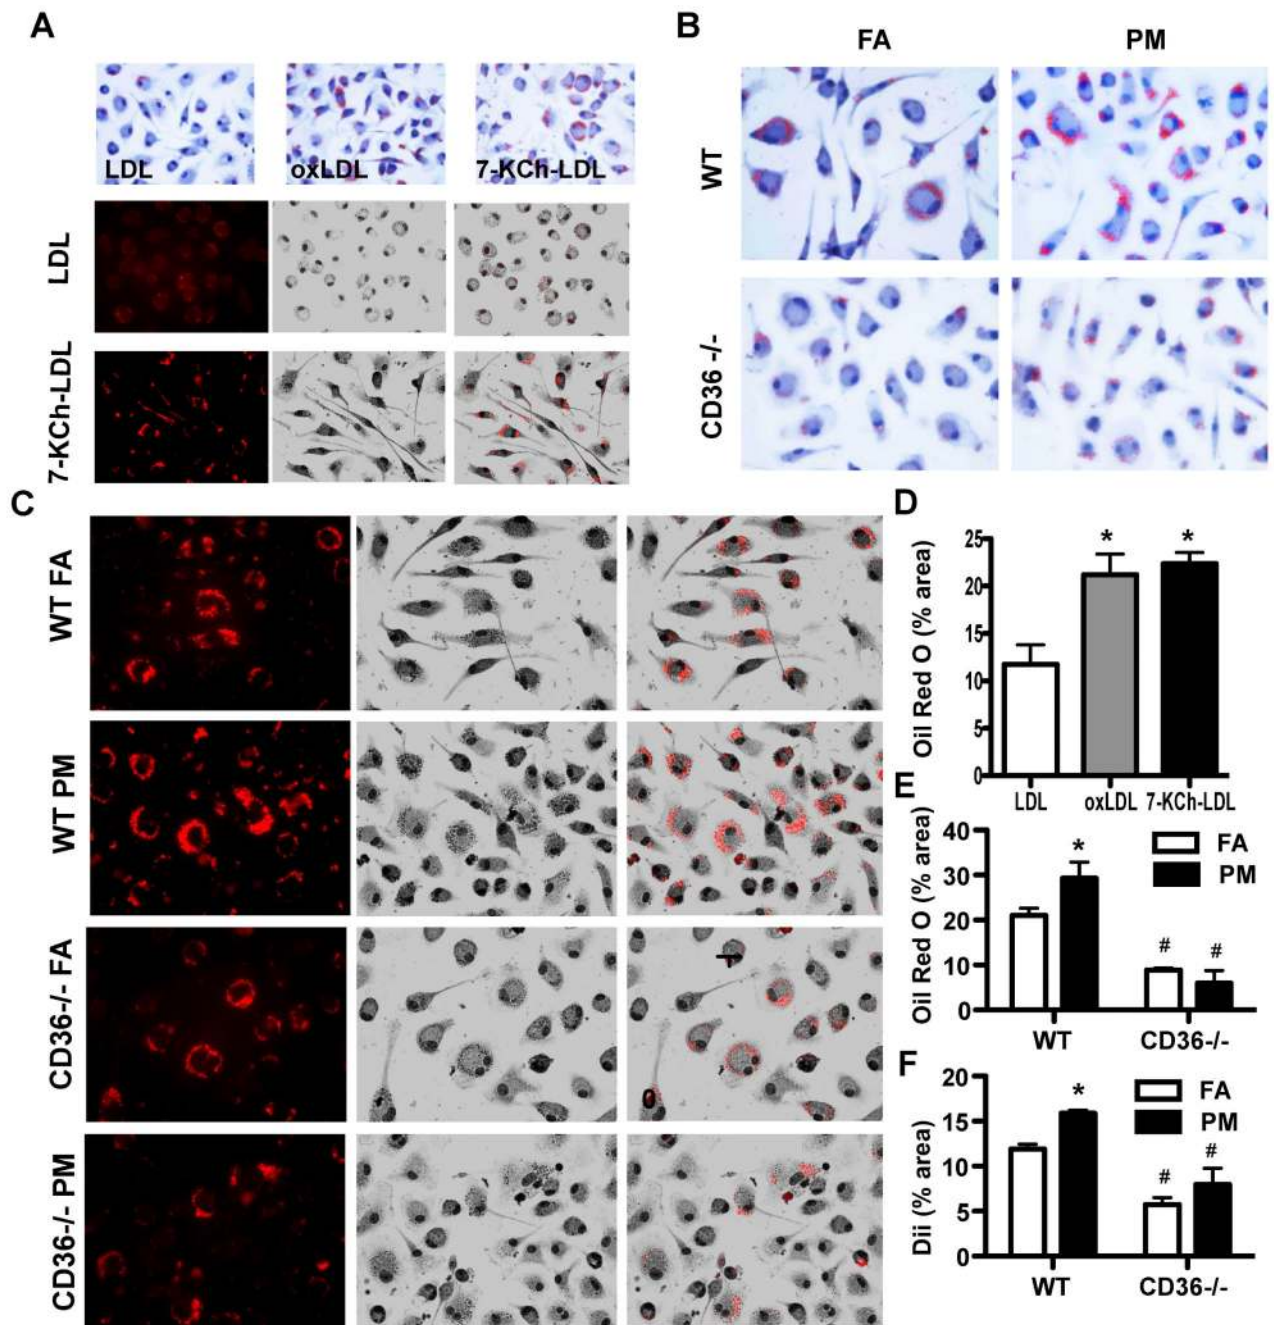 A
LDL
oxLDL
7-KCh-LDL
LDL
7-KCh-LDL
B
FA
PM
WT
CD36 -/-
C
WT FA
WT PM
CD36-/- FA
CD36-/- PM
D
Oil Red O (% area)
25
20
15
10
5
0
*
*
LDL
oxLDL
7-KCh-LDL
E
Oil Red O (% area)
40
30
20
10
0
*
#
#
FA
PM
WT
CD36-/-
F
Dii (% area)
20
15
10
5
0
*
#
#
FA
PM
WT
CD36-/-